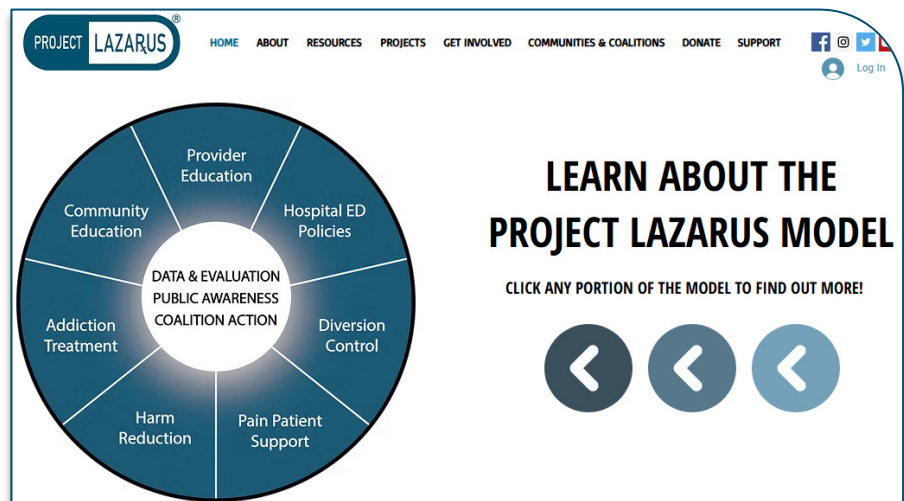 PROJECT LAZARUS ®
HOME ABOUT RESOURCES PROJECTS GET INVOLVED COMMUNITIES & COALITIONS DONATE SUPPORT
Log In
Provider
Education
Community
Education
Hospital ED
Policies
DATA & EVALUATION
PUBLIC AWARENESS
COALITION ACTION
Addiction
Treatment
Diversion
Control
Harm
Reduction
Pain Patient
Support
LEARN ABOUT THE
PROJECT LAZARUS MODEL
CLICK ANY PORTION OF THE MODEL TO FIND OUT MORE!